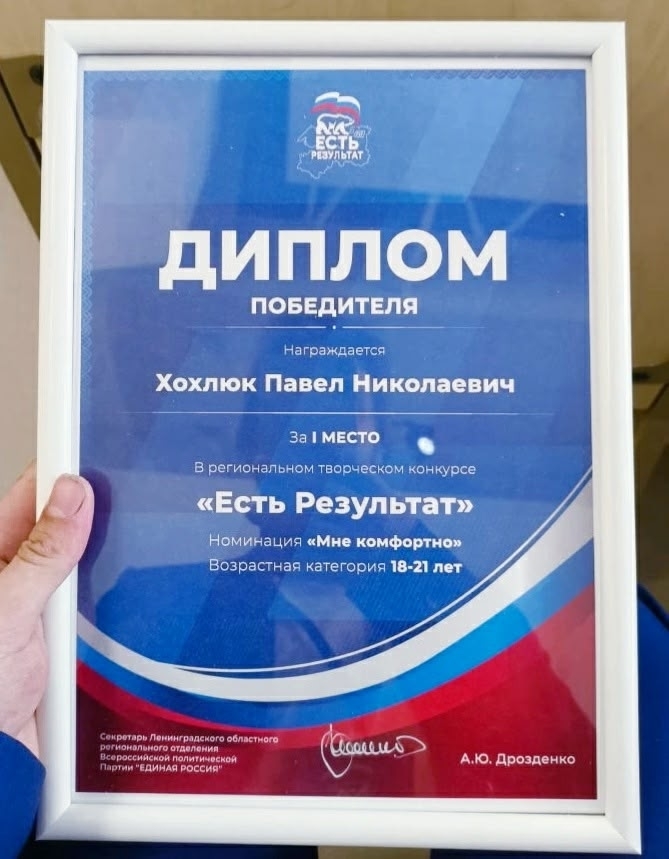 ЕСТЬ
РЕЗУЛЬТАТ
ДИПЛОМ
ПОБЕДИТЕЛЯ
Награждается
Хохлюк Павел Николаевич
За I МЕСТО
В региональном творческом конкурсе
«Есть Результат»
Номинация «Мне комфортно»
Возрастная категория 18-21 лет
Секретарь Ленинградского областного
регионального отделения
Всероссийской политической
Партии "ЕДИНАЯ РОССИЯ"
А.Ю. Дрозденко